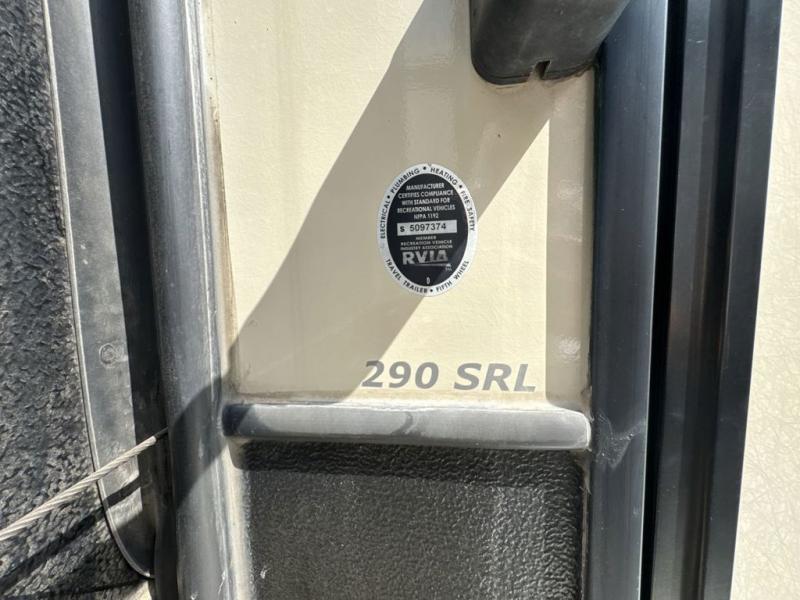 ELECTRICAL • PLUMBING • HEATING • FIRE SAFETY
MANUFACTURER
CERTIFIES COMPLIANCE
WITH STANDARD FOR
RECREATIONAL VEHICLES
NFPA 1192
S 5097374
MEMBER
RECREATION VEHICLE
INDUSTRY ASSOCIATION
RVIA
D
TRAVEL TRAILER • FIFTH WHEEL
290 SRL